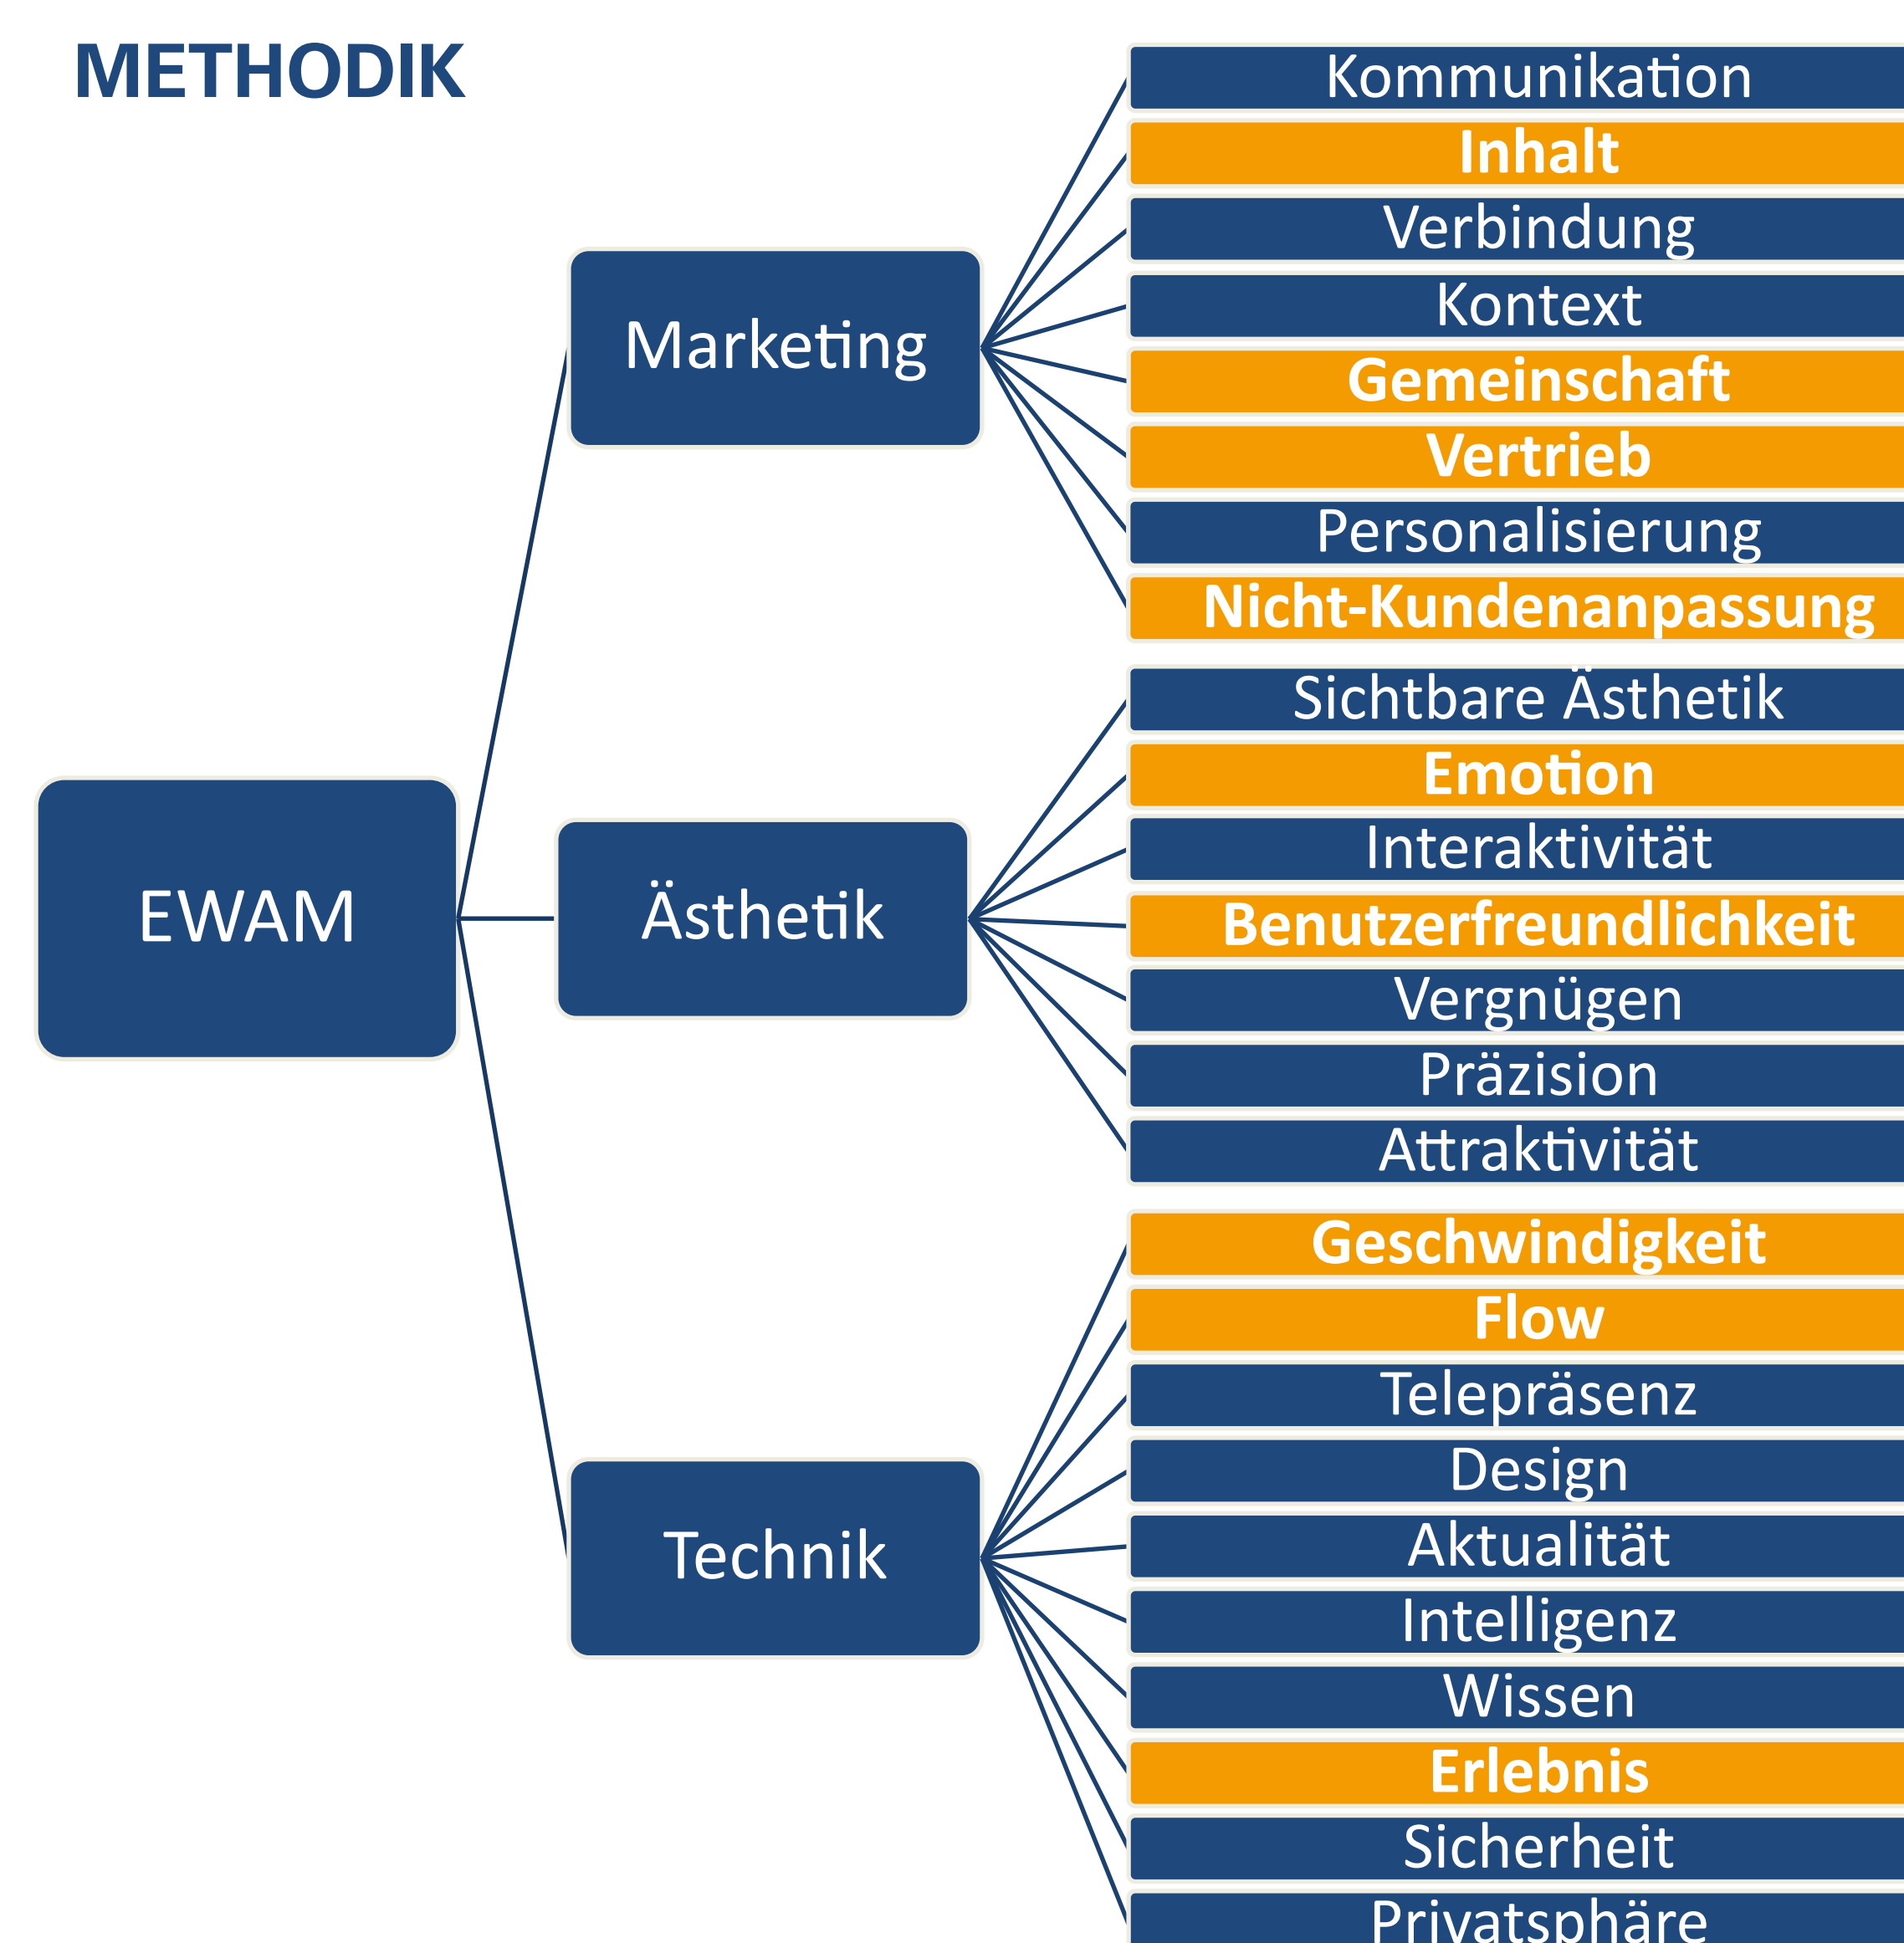 METHODIK
EWAM
Marketing
Kommunikation
Inhalt
Verbindung
Kontext
Gemeinschaft
Vertrieb
Personalisierung
Nicht-Kundenanpassung
Ästhetik
Sichtbare Ästhetik
Emotion
Interaktivität
Benutzerfreundlichkeit
Vergnügen
Präzision
Attraktivität
Technik
Geschwindigkeit
Flow
Telepräsenz
Design
Aktualität
Intelligenz
Wissen
Erlebnis
Sicherheit
Privatsphäre